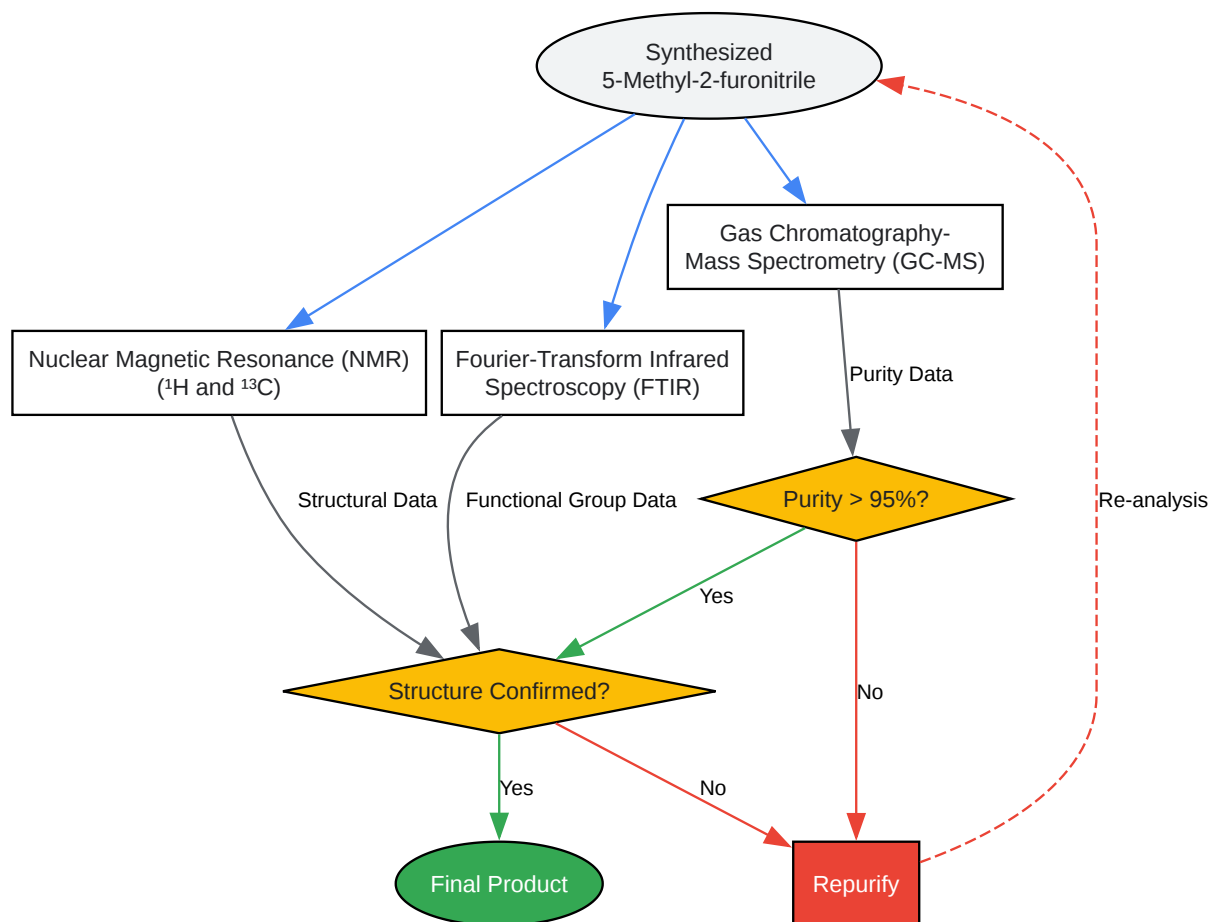 Synthesized
5-Methyl-2-furonitrile
Gas Chromatography-
Mass Spectrometry (GC-MS)
Nuclear Magnetic Resonance (NMR)
(¹H and ¹³C)
Fourier-Transform Infrared
Spectroscopy (FTIR)
Purity Data
Structural Data
Functional Group Data
Purity > 95%?
Re-analysis
Yes
Structure Confirmed?
No
Yes
No
Final Product
Repurify